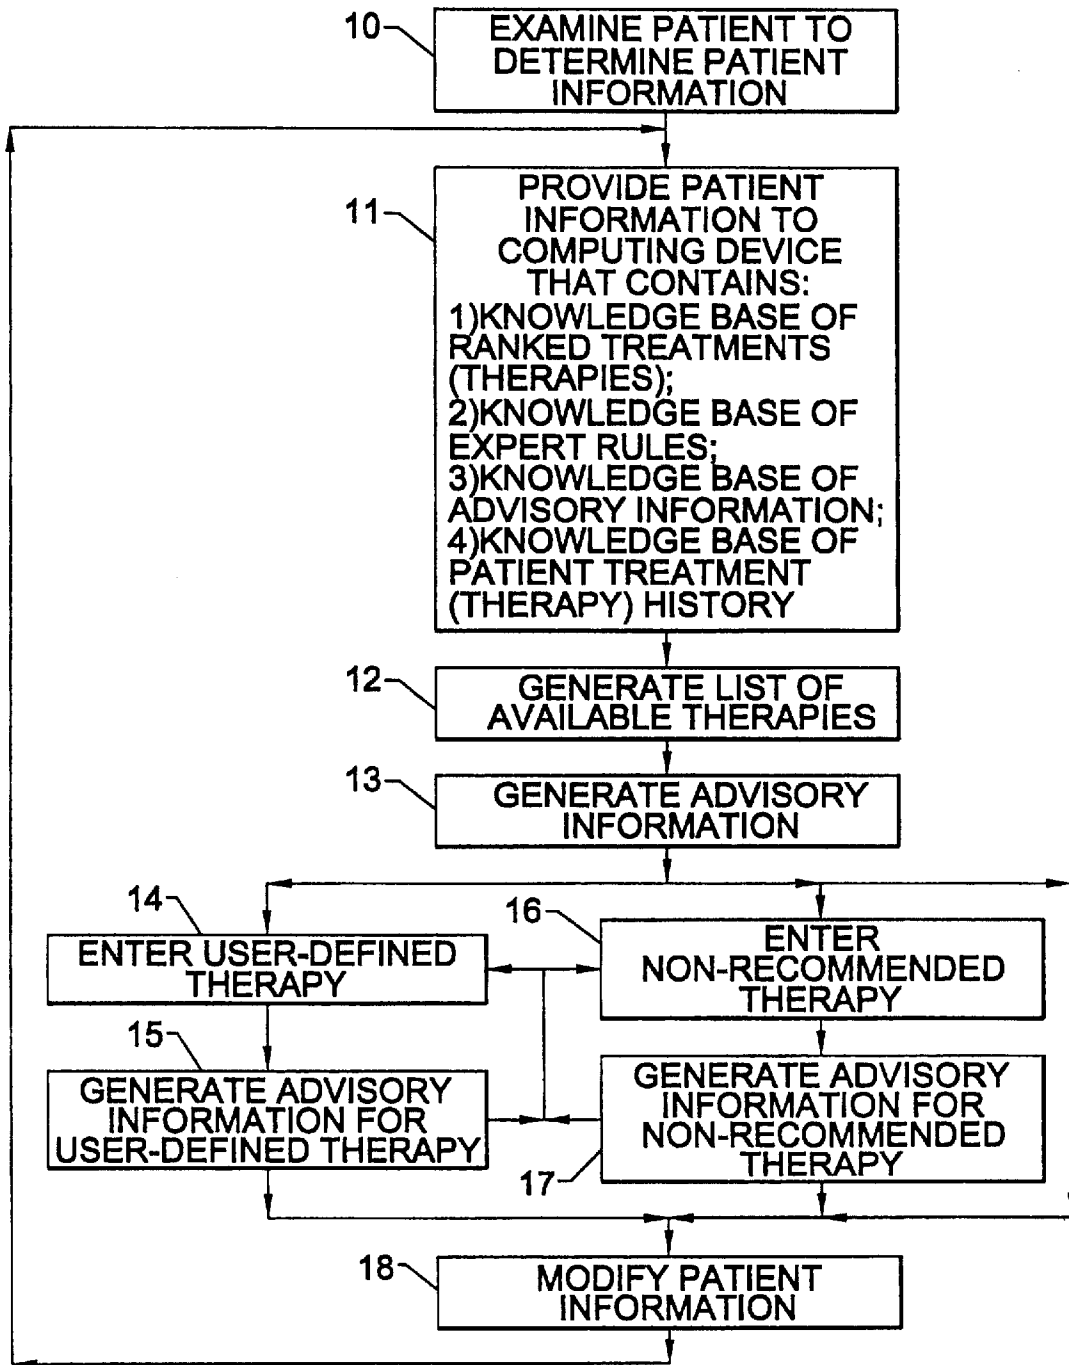 10
EXAMINE PATIENT TO
DETERMINE PATIENT
INFORMATION
11
PROVIDE PATIENT
INFORMATION TO
COMPUTING DEVICE
THAT CONTAINS:
1)KNOWLEDGE BASE OF
RANKED TREATMENTS
(THERAPIES);
2)KNOWLEDGE BASE OF
EXPERT RULES;
3)KNOWLEDGE BASE OF
ADVISORY INFORMATION;
4)KNOWLEDGE BASE OF
PATIENT TREATMENT
(THERAPY) HISTORY
12
GENERATE LIST OF
AVAILABLE THERAPIES
13
GENERATE ADVISORY
INFORMATION
14
ENTER USER-DEFINED
THERAPY
16
ENTER
NON-RECOMMENDED
THERAPY
15
GENERATE ADVISORY
INFORMATION FOR
USER-DEFINED THERAPY
17
GENERATE ADVISORY
INFORMATION FOR
NON-RECOMMENDED
THERAPY
18
MODIFY PATIENT
INFORMATION